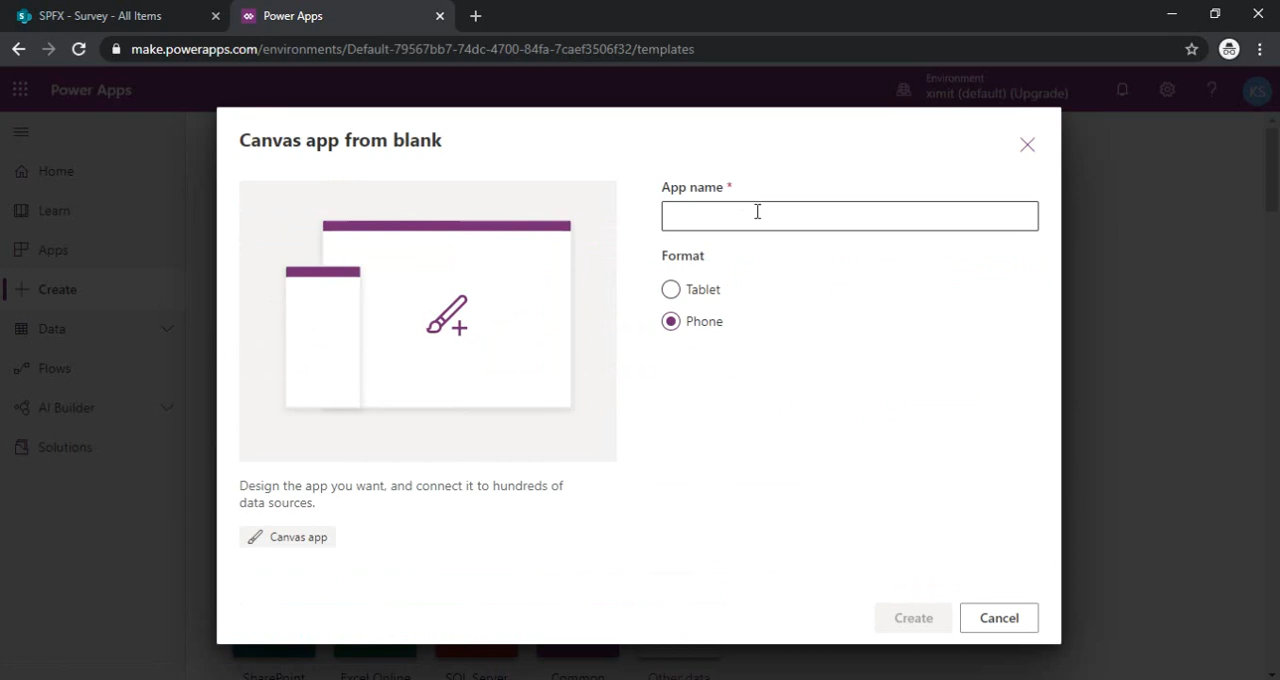 SPFX - Survey - All Items
Power Apps
make.powerapps.com/environments/Default-79567bb7-74dc-4700-84fa-7caef3506f32/templates
Power Apps
Environment
ximit (default) (Upgrade)
KS
Home
Learn
Apps
Create
Data
Flows
AI Builder
Solutions
Canvas app from blank
App name *
Format
Tablet
Phone
Design the app you want, and connect it to hundreds of
data sources.
Canvas app
Create
Cancel
SharePoint
Excel Online
SQL Server
Common
Other data